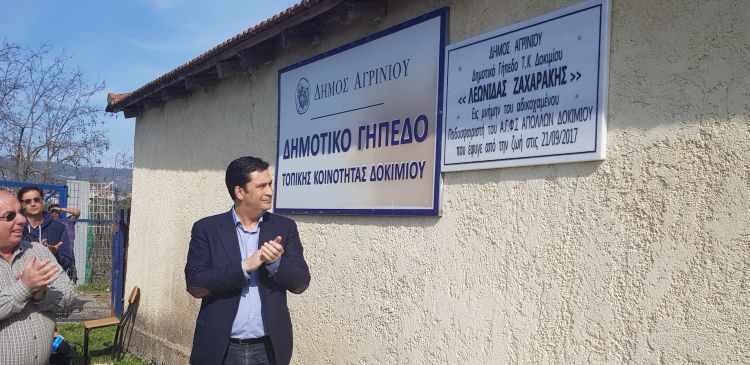 ΔΗΜΟΣ ΑΓΡΙΝΙΟΥ
ΔΗΜΟΤΙΚΟ ΓΗΠΕΔΟ
ΤΟΠΙΚΗΣ ΚΟΙΝΟΤΗΤΑΣ ΔΟΚΙΜΙΟΥ
ΔΗΜΟΣ ΑΓΡΙΝΙΟΥ
Δημοτικό Γήπεδο Τ.Κ. Δοκιμίου
«ΛΕΩΝΙΔΑΣ ΖΑΧΑΡΑΚΗΣ»
Εις μνήμην του αδικοχαμένου
Ποδοσφαιριστή του Α.Γ.Φ.Σ ΑΠΟΛΛΩΝ ΔΟΚΙΜΙΟΥ
που έφυγε από την ζωή στις 21/09/2017